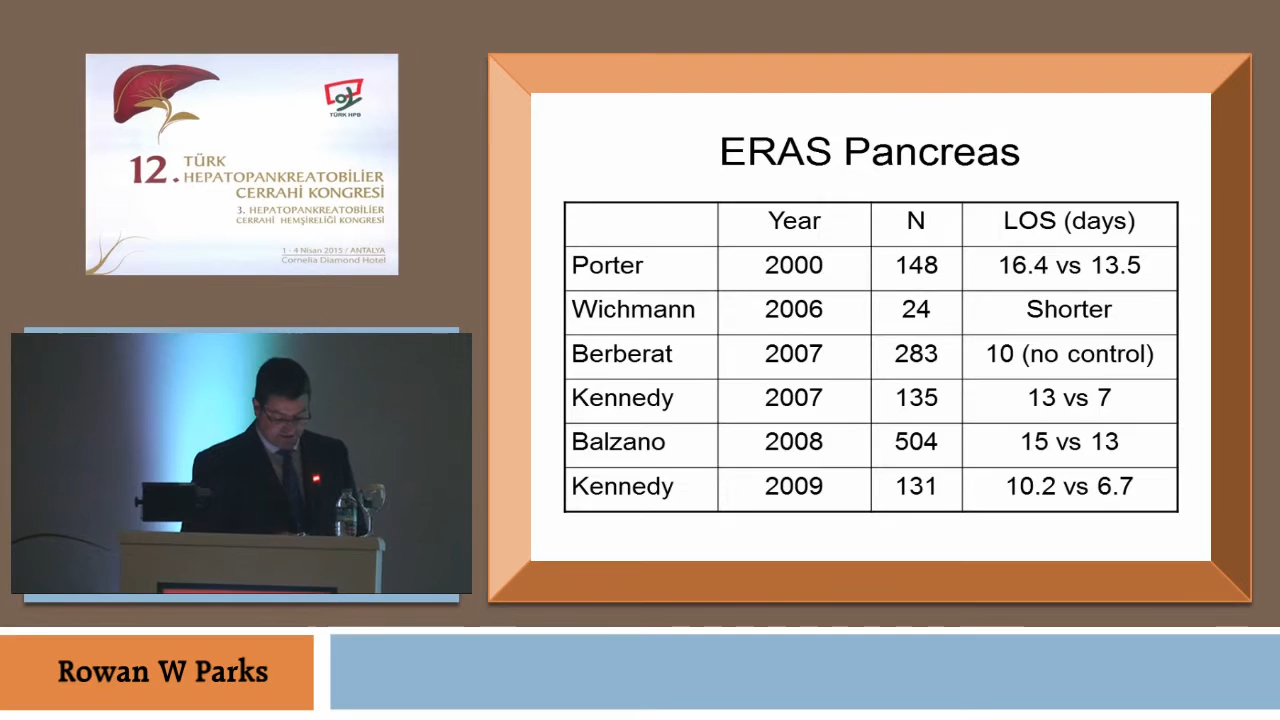 TÜRK HPB
12. TÜRK
HEPATOPANKREATOBİLİER
CERRAHİ KONGRESİ
3. HEPATOPANKREATOBİLİER
CERRAHİ HEMŞİRELİĞİ KONGRESİ
1 - 4 Nisan 2015 / ANTALYA
Cornelia Diamond Hotel
ERAS Pancreas
Year N LOS (days)
Porter 2000 148 16.4 vs 13.5
Wichmann 2006 24 Shorter
Berberat 2007 283 10 (no control)
Kennedy 2007 135 13 vs 7
Balzano 2008 504 15 vs 13
Kennedy 2009 131 10.2 vs 6.7
Rowan W Parks